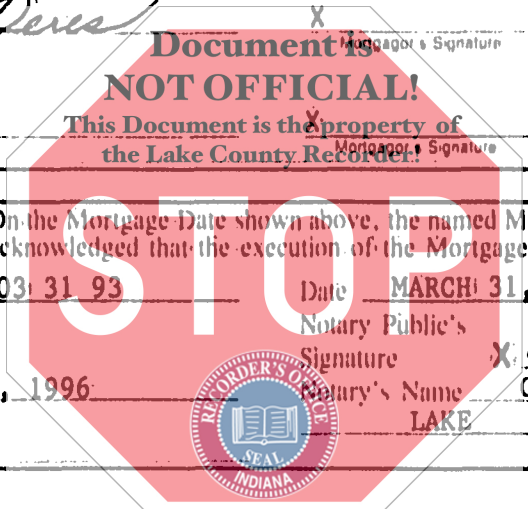 X
Document is
Mortgagor's Signature
NOT OFFICIAL!
This Document is the property of
X
the Lake County Recorder!
Mortgagor's Signature
STOP
On the Mortgage Date shown above, the named M
cknowledged that the execution of the Mortgage
03 31 93
Date MARCH 31,
Notary Public's
Signature X
, 1996
Notary's Name
LAKE
RECORDER'S OFFICE
SEAL
INDIANA